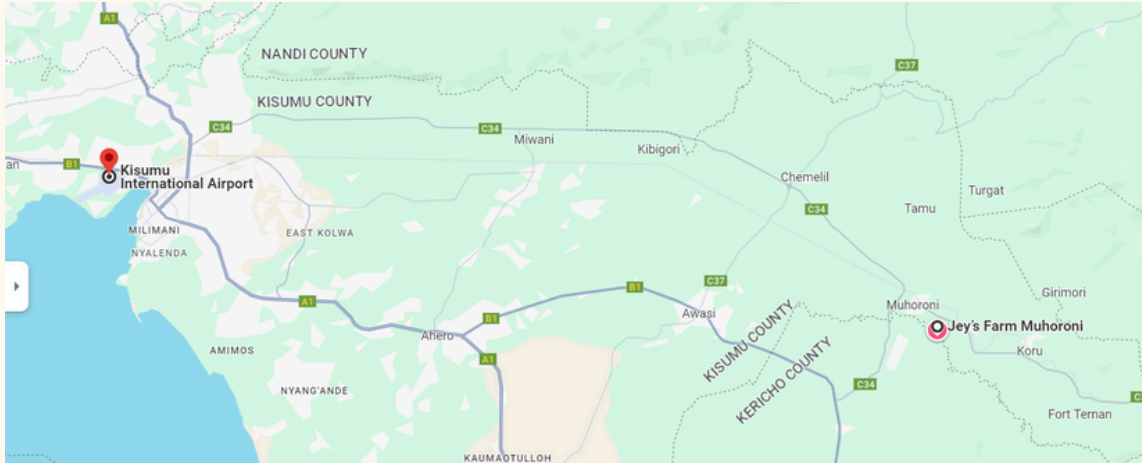 A1
NANDI COUNTY
C37
KISUMU COUNTY
C34
C34
Miwani
Kibigori
an
B1
Kisumu
International Airport
Chemelil
Turgat
C34
Tamu
MILIMANI
EAST KOLWA
NYALENDA
C37
B1
Girimori
A1
Muhoroni
B1
Awasi
KISUMU COUNTY
Jey's Farm Muhoroni
Ahero
AMIMOS
Koru
A1
KERICHO COUNTY
NYANG'ANDE
C34
Fort Ternan
KAUMAOTULLOH